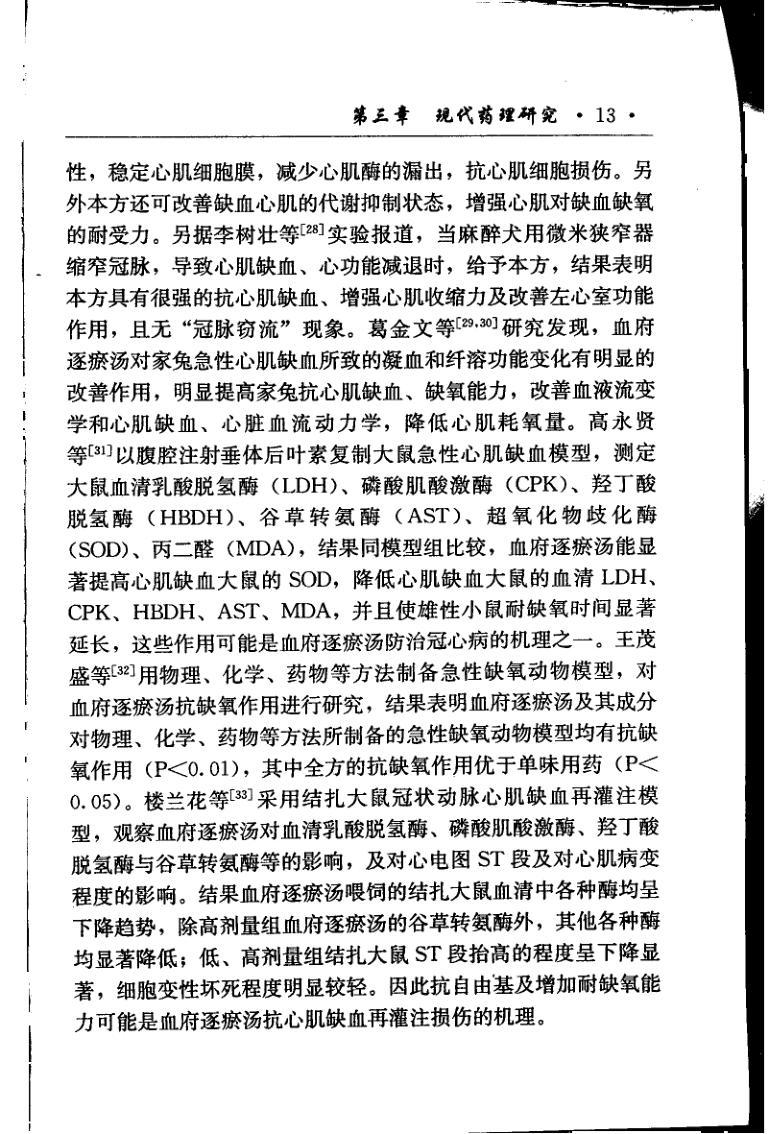 第三章 现代药理研究 · 13 ·
性，稳定心肌细胞膜，减少心肌酶的漏出，抗心肌细胞损伤。另
外本方还可改善缺血心肌的代谢抑制状态，增强心肌对缺血缺氧
的耐受力。另据李树壮等[28]实验报道，当麻醉犬用微米狭窄器
缩窄冠脉，导致心肌缺血、心功能减退时，给予本方，结果表明
本方具有很强的抗心肌缺血、增强心肌收缩力及改善左心室功能
作用，且无“冠脉窃流”现象。葛金文等[29,30]研究发现，血府
逐瘀汤对家兔急性心肌缺血所致的凝血和纤溶功能变化有明显的
改善作用，明显提高家兔抗心肌缺血、缺氧能力，改善血液流变
学和心肌缺血、心脏血流动力学，降低心肌耗氧量。高永贤
等[31]以腹腔注射垂体后叶素复制大鼠急性心肌缺血模型，测定
大鼠血清乳酸脱氢酶（LDH）、磷酸肌酸激酶（CPK）、羟丁酸
脱氢酶（HBDH）、谷草转氨酶（AST）、超氧化物歧化酶
（SOD）、丙二醛（MDA），结果同模型组比较，血府逐瘀汤能显
著提高心肌缺血大鼠的 SOD，降低心肌缺血大鼠的血清 LDH、
CPK、HBDH、AST、MDA，并且使雄性小鼠耐缺氧时间显著
延长，这些作用可能是血府逐瘀汤防治冠心病的机理之一。王茂
盛等[32]用物理、化学、药物等方法制备急性缺氧动物模型，对
血府逐瘀汤抗缺氧作用进行研究，结果表明血府逐瘀汤及其成分
对物理、化学、药物等方法所制备的急性缺氧动物模型均有抗缺
氧作用（P<0.01），其中全方的抗缺氧作用优于单味用药（P<
0.05）。楼兰花等[33]采用结扎大鼠冠状动脉心肌缺血再灌注模
型，观察血府逐瘀汤对血清乳酸脱氢酶、磷酸肌酸激酶、羟丁酸
脱氢酶与谷草转氨酶等的影响，及对心电图 ST 段及对心肌病变
程度的影响。结果血府逐瘀汤喂饲的结扎大鼠血清中各种酶均呈
下降趋势，除高剂量组血府逐瘀汤的谷草转氨酶外，其他各种酶
均显著降低；低、高剂量组结扎大鼠 ST 段抬高的程度呈下降显
著，细胞变性坏死程度明显较轻。因此抗自由基及增加耐缺氧能
力可能是血府逐瘀汤抗心肌缺血再灌注损伤的机理。